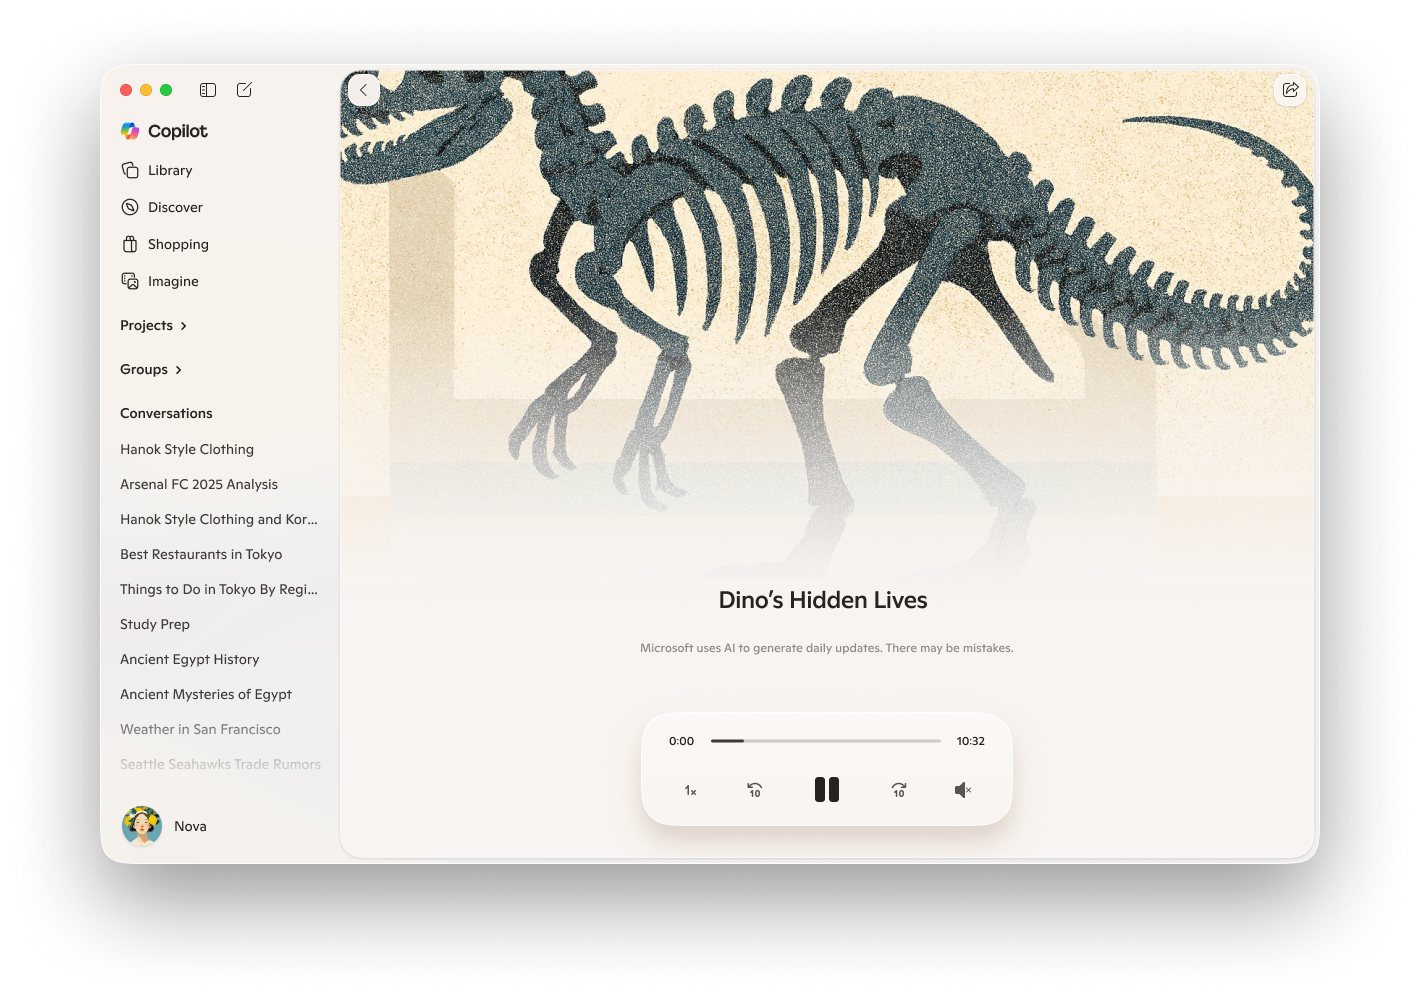 Copilot
Library
Discover
Shopping
Imagine
Projects
Groups
Conversations
Hanok Style Clothing
Arsenal FC 2025 Analysis
Hanok Style Clothing and Kor...
Best Restaurants in Tokyo
Things to Do in Tokyo By Regi...
Study Prep
Ancient Egypt History
Ancient Mysteries of Egypt
Weather in San Francisco
Seattle Seahawks Trade Rumors
Nova
Dino’s Hidden Lives
Microsoft uses AI to generate daily updates. There may be mistakes.
0:00 10:32
1× 10 10